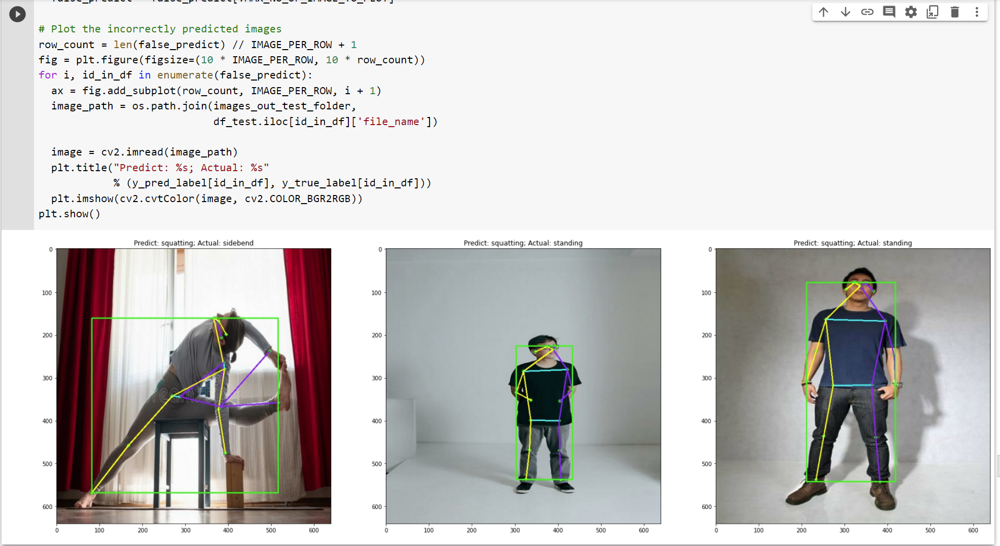 false_predict = false_predict[:MAX_NO_OF_IMAGE_TO_PLOT]
# Plot the incorrectly predicted images
row_count = len(false_predict) // IMAGE_PER_ROW + 1
fig = plt.figure(figsize=(10 * IMAGE_PER_ROW, 10 * row_count))
for i, id_in_df in enumerate(false_predict):
  ax = fig.add_subplot(row_count, IMAGE_PER_ROW, i + 1)
  image_path = os.path.join(images_out_test_folder,
                            df_test.iloc[id_in_df]['file_name'])
  image = cv2.imread(image_path)
  plt.title("Predict: %s; Actual: %s"
            % (y_pred_label[id_in_df], y_true_label[id_in_df]))
  plt.imshow(cv2.cvtColor(image, cv2.COLOR_BGR2RGB))
plt.show()
Predict: squatting; Actual: sidebend
0
100
200
300
400
500
600
0 100 200 300 400 500 600
Predict: squatting; Actual: standing
0
100
200
300
400
500
600
0 100 200 300 400 500 600
Predict: squatting; Actual: standing
0
100
200
300
400
500
600
0 100 200 300 400 500 600